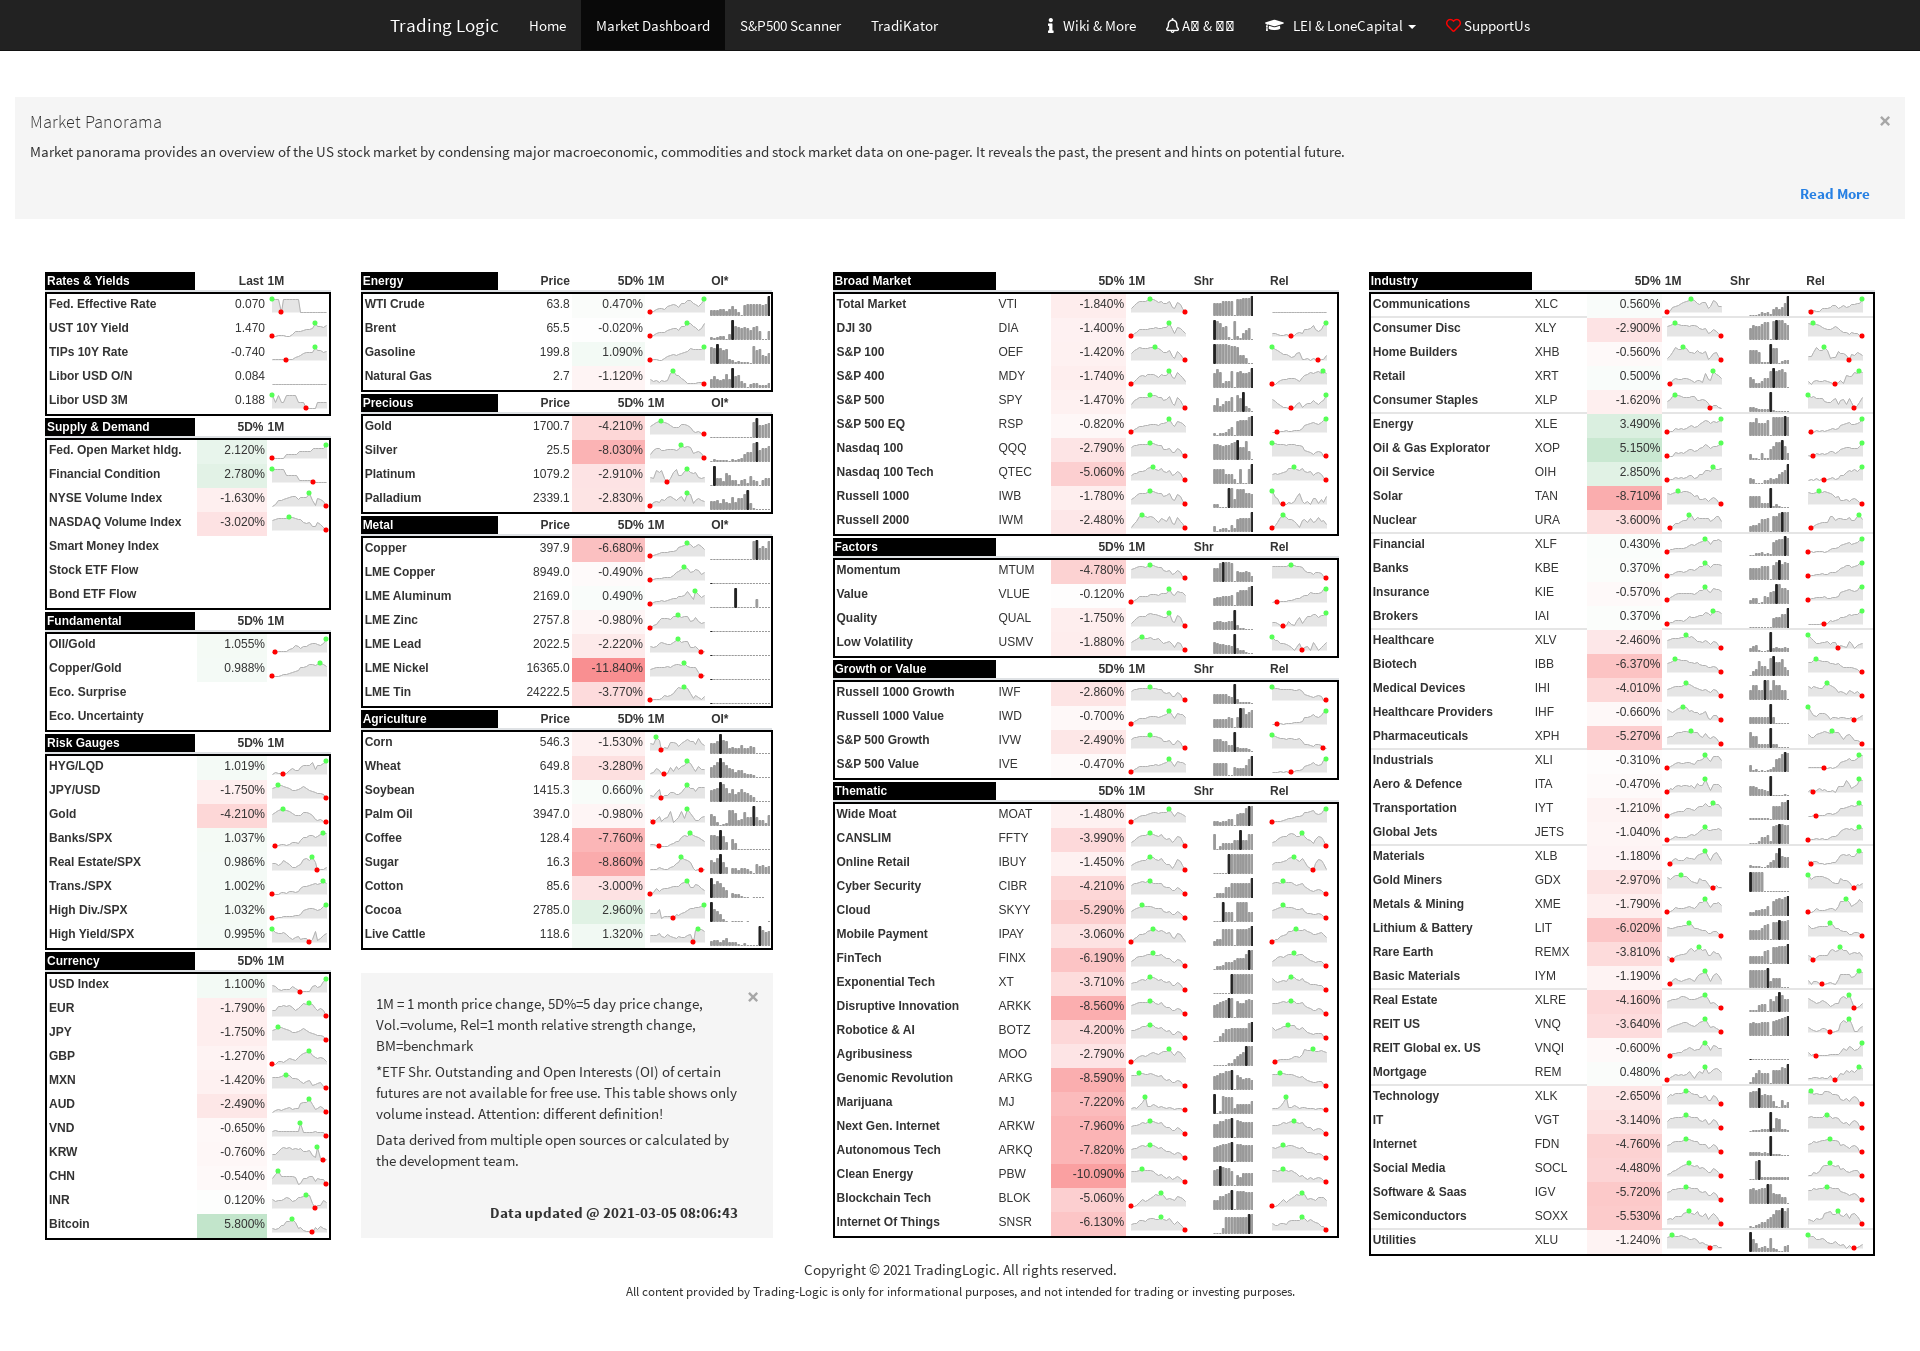 Trading Logic Home Market Dashboard S&P500 Scanner TradiKator Wiki & More A & LEI & LoneCapital SupportUs
Market Panorama ×
Market panorama provides an overview of the US stock market by condensing major macroeconomic, commodities and stock market data on one-pager. It reveals the past, the present and hints on potential future.
Read More
Rates & Yields Last 1M
Fed. Effective Rate 0.070
UST 10Y Yield 1.470
TIPs 10Y Rate -0.740
Libor USD O/N 0.084
Libor USD 3M 0.188
Supply & Demand 5D% 1M
Fed. Open Market hldg. 2.120%
Financial Condition 2.780%
NYSE Volume Index -1.630%
NASDAQ Volume Index -3.020%
Smart Money Index
Stock ETF Flow
Bond ETF Flow
Fundamental 5D% 1M
OIl/Gold 1.055%
Copper/Gold 0.988%
Eco. Surprise
Eco. Uncertainty
Risk Gauges 5D% 1M
HYG/LQD 1.019%
JPY/USD -1.750%
Gold -4.210%
Banks/SPX 1.037%
Real Estate/SPX 0.986%
Trans./SPX 1.002%
High Div./SPX 1.032%
High Yield/SPX 0.995%
Currency 5D% 1M
USD Index 1.100%
EUR -1.790%
JPY -1.750%
GBP -1.270%
MXN -1.420%
AUD -2.490%
VND -0.650%
KRW -0.760%
CHN -0.540%
INR 0.120%
Bitcoin 5.800%
Energy Price 5D% 1M OI*
WTI Crude 63.8 0.470%
Brent 65.5 -0.020%
Gasoline 199.8 1.090%
Natural Gas 2.7 -1.120%
Precious Price 5D% 1M OI*
Gold 1700.7 -4.210%
Silver 25.5 -8.030%
Platinum 1079.2 -2.910%
Palladium 2339.1 -2.830%
Metal Price 5D% 1M OI*
Copper 397.9 -6.680%
LME Copper 8949.0 -0.490%
LME Aluminum 2169.0 0.490%
LME Zinc 2757.8 -0.980%
LME Lead 2022.5 -2.220%
LME Nickel 16365.0 -11.840%
LME Tin 24222.5 -3.770%
Agriculture Price 5D% 1M OI*
Corn 546.3 -1.530%
Wheat 649.8 -3.280%
Soybean 1415.3 0.660%
Palm Oil 3947.0 -0.980%
Coffee 128.4 -7.760%
Sugar 16.3 -8.860%
Cotton 85.6 -3.000%
Cocoa 2785.0 2.960%
Live Cattle 118.6 1.320%
×
1M = 1 month price change, 5D%=5 day price change,
Vol.=volume, Rel=1 month relative strength change,
BM=benchmark
*ETF Shr. Outstanding and Open Interests (OI) of certain
futures are not available for free use. This table shows only
volume instead. Attention: different definition!
Data derived from multiple open sources or calculated by
the development team.
Data updated @ 2021-03-05 08:06:43
Broad Market 5D% 1M Shr Rel
Total Market VTI -1.840%
DJI 30 DIA -1.400%
S&P 100 OEF -1.420%
S&P 400 MDY -1.740%
S&P 500 SPY -1.470%
S&P 500 EQ RSP -0.820%
Nasdaq 100 QQQ -2.790%
Nasdaq 100 Tech QTEC -5.060%
Russell 1000 IWB -1.780%
Russell 2000 IWM -2.480%
Factors 5D% 1M Shr Rel
Momentum MTUM -4.780%
Value VLUE -0.120%
Quality QUAL -1.750%
Low Volatility USMV -1.880%
Growth or Value 5D% 1M Shr Rel
Russell 1000 Growth IWF -2.860%
Russell 1000 Value IWD -0.700%
S&P 500 Growth IVW -2.490%
S&P 500 Value IVE -0.470%
Thematic 5D% 1M Shr Rel
Wide Moat MOAT -1.480%
CANSLIM FFTY -3.990%
Online Retail IBUY -1.450%
Cyber Security CIBR -4.210%
Cloud SKYY -5.290%
Mobile Payment IPAY -3.060%
FinTech FINX -6.190%
Exponential Tech XT -3.710%
Disruptive Innovation ARKK -8.560%
Robotice & AI BOTZ -4.200%
Agribusiness MOO -2.790%
Genomic Revolution ARKG -8.590%
Marijuana MJ -7.220%
Next Gen. Internet ARKW -7.960%
Autonomous Tech ARKQ -7.820%
Clean Energy PBW -10.090%
Blockchain Tech BLOK -5.060%
Internet Of Things SNSR -6.130%
Industry 5D% 1M Shr Rel
Communications XLC 0.560%
Consumer Disc XLY -2.900%
Home Builders XHB -0.560%
Retail XRT 0.500%
Consumer Staples XLP -1.620%
Energy XLE 3.490%
Oil & Gas Explorator XOP 5.150%
Oil Service OIH 2.850%
Solar TAN -8.710%
Nuclear URA -3.600%
Financial XLF 0.430%
Banks KBE 0.370%
Insurance KIE -0.570%
Brokers IAI 0.370%
Healthcare XLV -2.460%
Biotech IBB -6.370%
Medical Devices IHI -4.010%
Healthcare Providers IHF -0.660%
Pharmaceuticals XPH -5.270%
Industrials XLI -0.310%
Aero & Defence ITA -0.470%
Transportation IYT -1.210%
Global Jets JETS -1.040%
Materials XLB -1.180%
Gold Miners GDX -2.970%
Metals & Mining XME -1.790%
Lithium & Battery LIT -6.020%
Rare Earth REMX -3.810%
Basic Materials IYM -1.190%
Real Estate XLRE -4.160%
REIT US VNQ -3.640%
REIT Global ex. US VNQI -0.600%
Mortgage REM 0.480%
Technology XLK -2.650%
IT VGT -3.140%
Internet FDN -4.760%
Social Media SOCL -4.480%
Software & Saas IGV -5.720%
Semiconductors SOXX -5.530%
Utilities XLU -1.240%
Copyright © 2021 TradingLogic. All rights reserved.
All content provided by Trading-Logic is only for informational purposes, and not intended for trading or investing purposes.